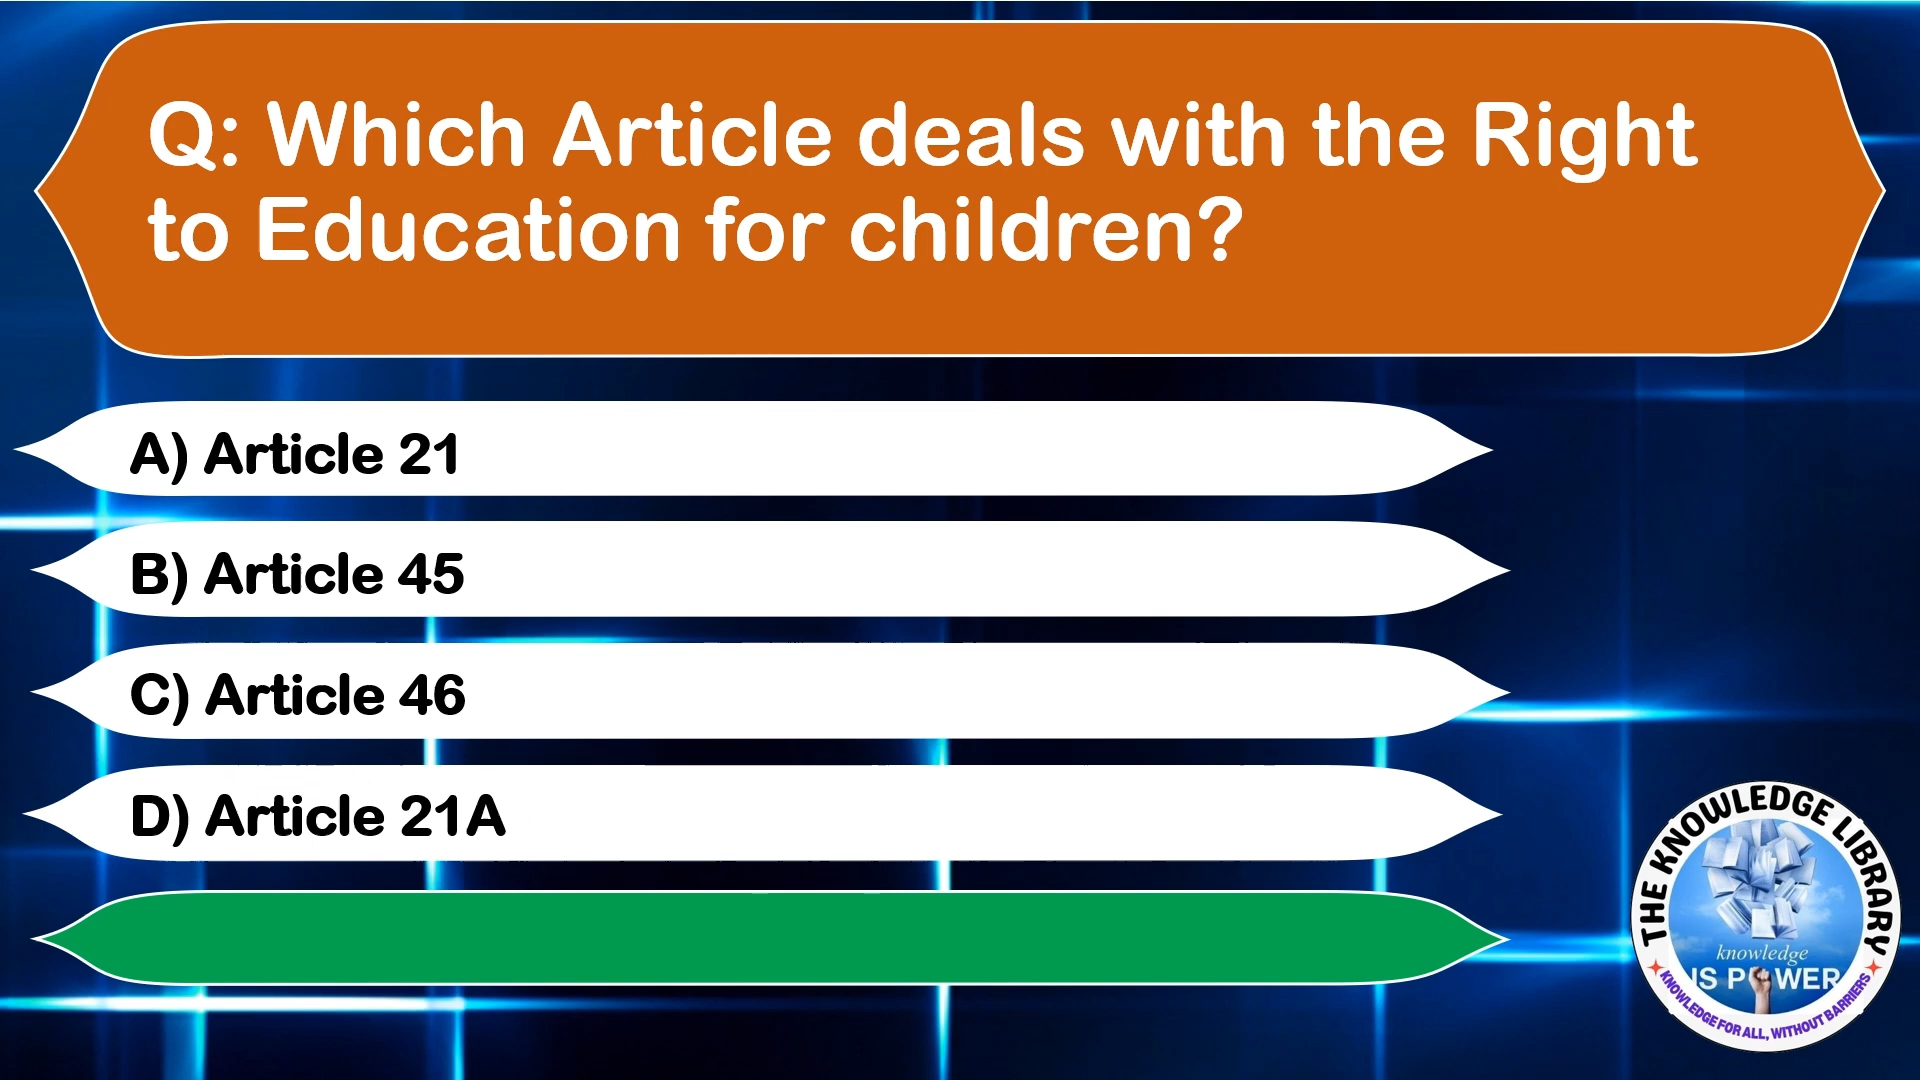 Q: Which Article deals with the Right
to Education for children?
A) Article 21
B) Article 45
C) Article 46
D) Article 21A
THE KNOWLEDGE LIBRARY
knowledge
IS POWER
KNOWLEDGE FOR ALL, WITHOUT BARRIERS